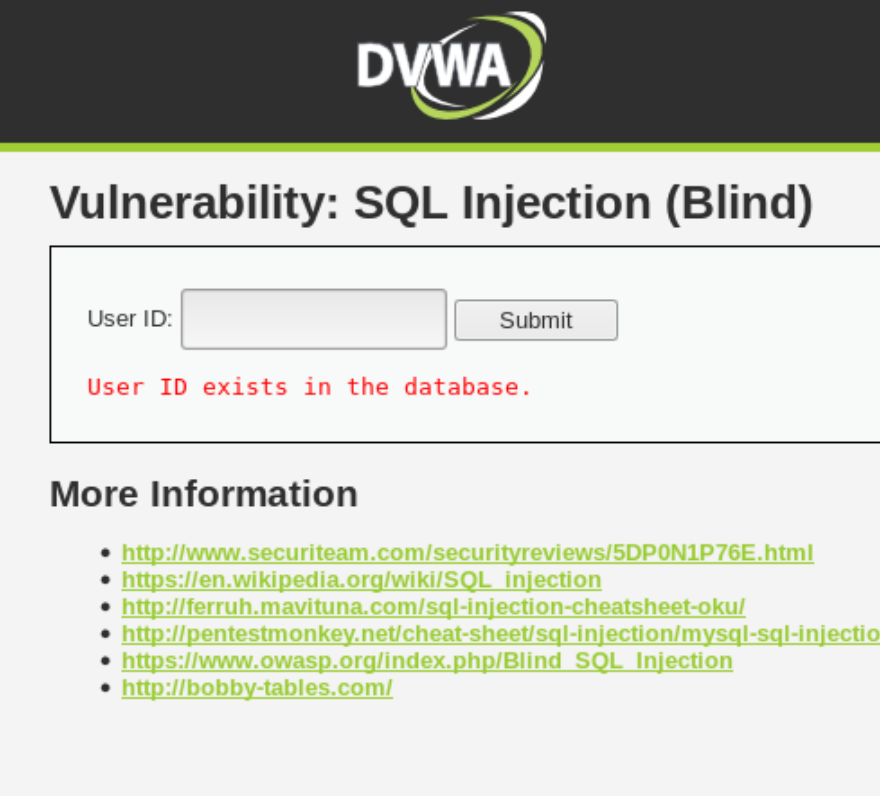 DVWA
Vulnerability: SQL Injection (Blind)
User ID: Submit
User ID exists in the database.
More Information
• http://www.securiteam.com/securityreviews/5DP0N1P76E.html
• https://en.wikipedia.org/wiki/SQL_injection
• http://ferruh.mavituna.com/sql-injection-cheatsheet-oku/
• http://pentestmonkey.net/cheat-sheet/sql-injection/mysql-sql-injectio
• https://www.owasp.org/index.php/Blind_SQL_Injection
• http://bobby-tables.com/